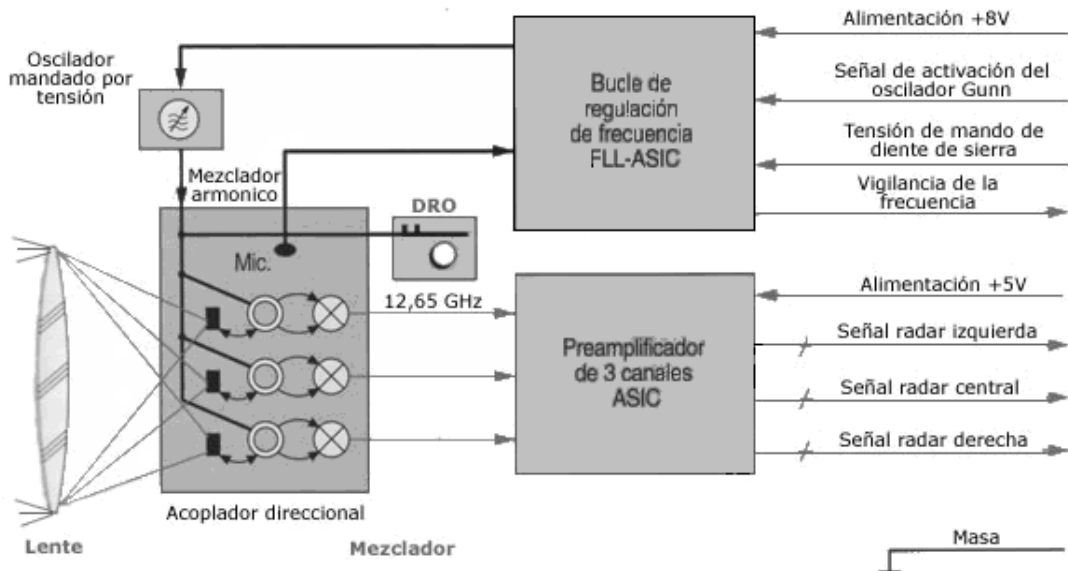 Oscilador
mandado por
tensión
Mezclador
armonico
DRO
Mic.
12,65 GHz
Acoplador direccional
Lente
Mezclador
Bucle de
regulación
de frecuencia
FLL-ASIC
Preamplificador
de 3 canales
ASIC
Alimentación +8V
Señal de activación del
oscilador Gunn
Tensión de mando de
diente de sierra
Vigilancia de la
frecuencia
Alimentación +5V
Señal radar izquierda
Señal radar central
Señal radar derecha
Masa